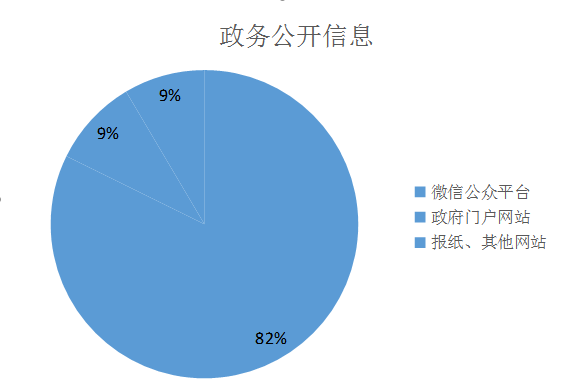 政务公开信息
9%
9%
82%
微信公众平台
政府门户网站
报纸、其他网站